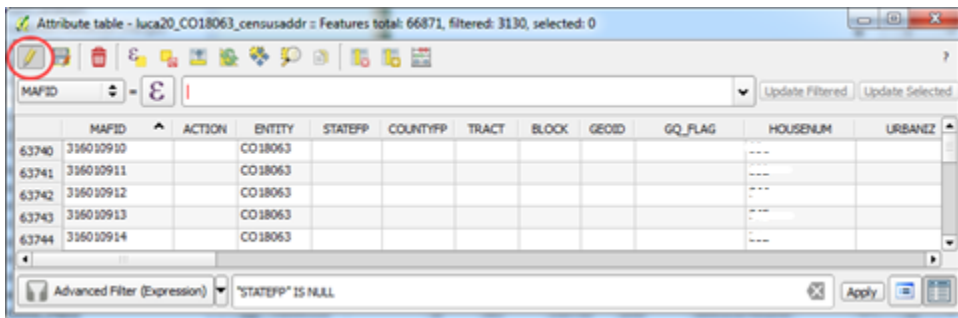 Attribute table - luca20_CO18063_censusaddr :: Features total: 66871, filtered: 3130, selected: 0
?
MAFID = ε Update Filtered Update Selected
MAFID ACTION ENTITY STATEFP COUNTYFP TRACT BLOCK GEOID GQ_FLAG HOUSENUM URBANIZ
63740 316010910 CO18063
63741 316010911 CO18063
63742 316010912 CO18063
63743 316010913 CO18063
63744 316010914 CO18063
Advanced Filter (Expression) "STATEFP" IS NULL Apply